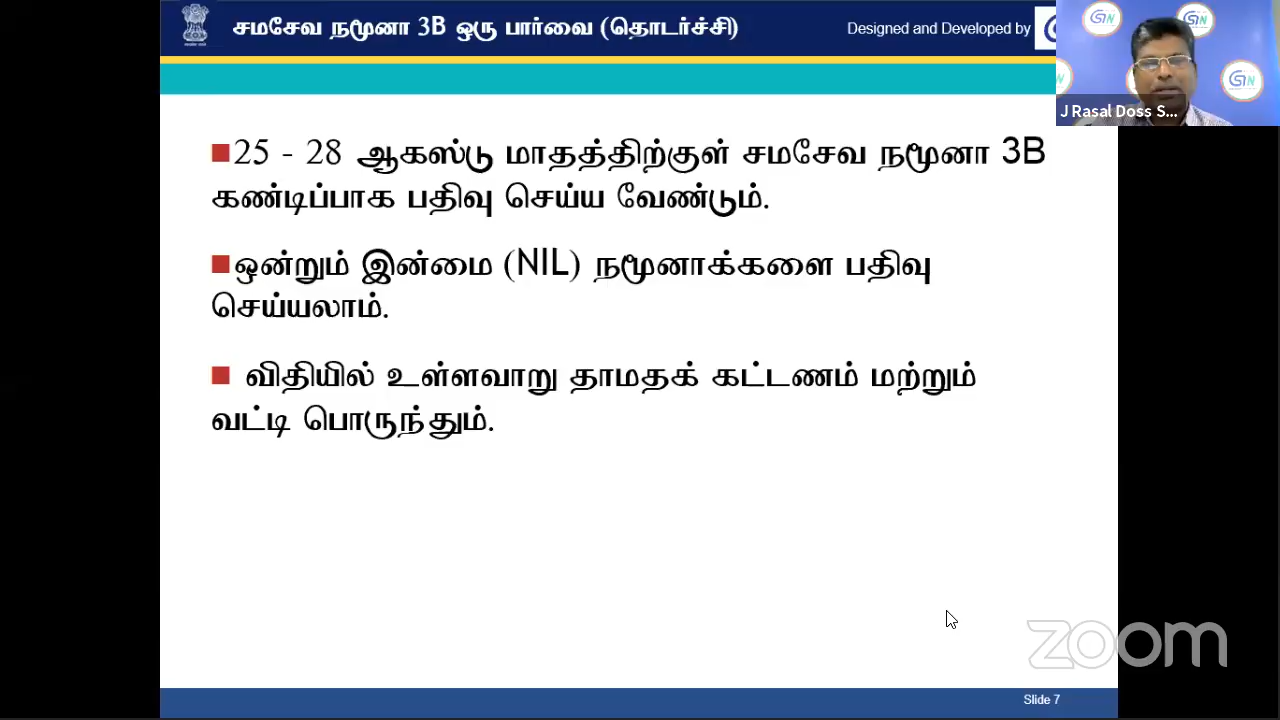 சமசேவ நமூனா 3B ஒரு பார்வை (தொடர்ச்சி)
Designed and Developed by
J Rasal Doss S...
25 - 28 ஆகஸ்டு மாதத்திற்குள் சமசேவ நமூனா 3B
கண்டிப்பாக பதிவு செய்ய வேண்டும்.
ஒன்றும் இன்மை (NIL) நமூனாக்களை பதிவு
செய்யலாம்.
விதியில் உள்ளவாறு தாமதக் கட்டணம் மற்றும்
வட்டி பொருந்தும்.
zoom
Slide 7